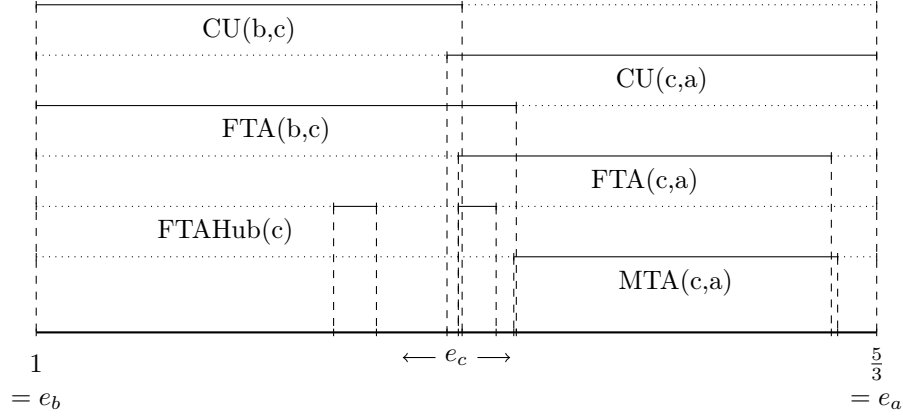 CU(b,c)
CU(c,a)
FTA(b,c)
FTA(c,a)
FTAHub(c)
MTA(c,a)
1
= e_b
e_c
5/3
= e_a